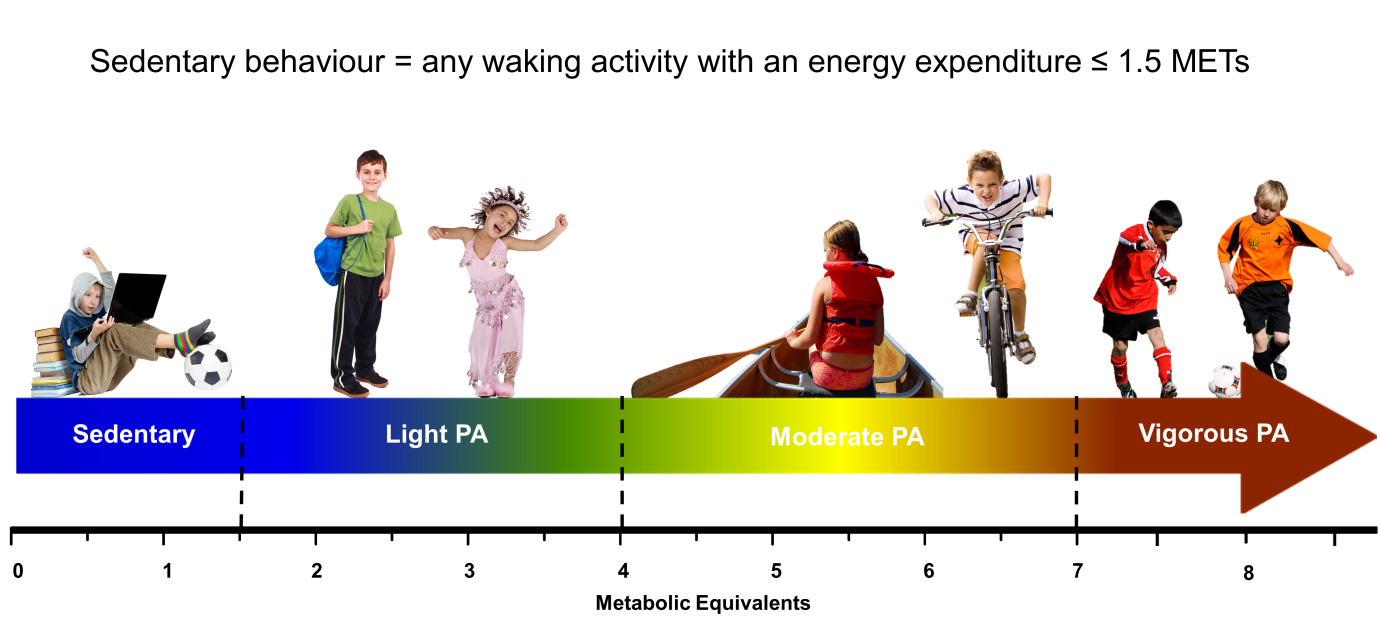 Sedentary behaviour = any waking activity with an energy expenditure ≤ 1.5 METs
Sedentary
Light PA
Moderate PA
Vigorous PA
0 1 2 3 4 5 6 7 8
Metabolic Equivalents